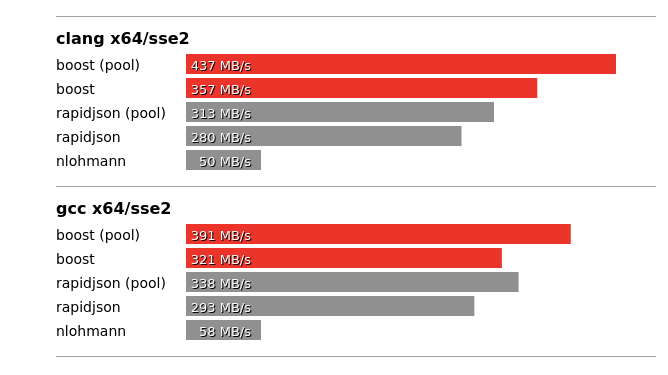 clang x64/sse2
boost (pool) 437 MB/s
boost 357 MB/s
rapidjson (pool) 313 MB/s
rapidjson 280 MB/s
nlohmann 50 MB/s
gcc x64/sse2
boost (pool) 391 MB/s
boost 321 MB/s
rapidjson (pool) 338 MB/s
rapidjson 293 MB/s
nlohmann 58 MB/s